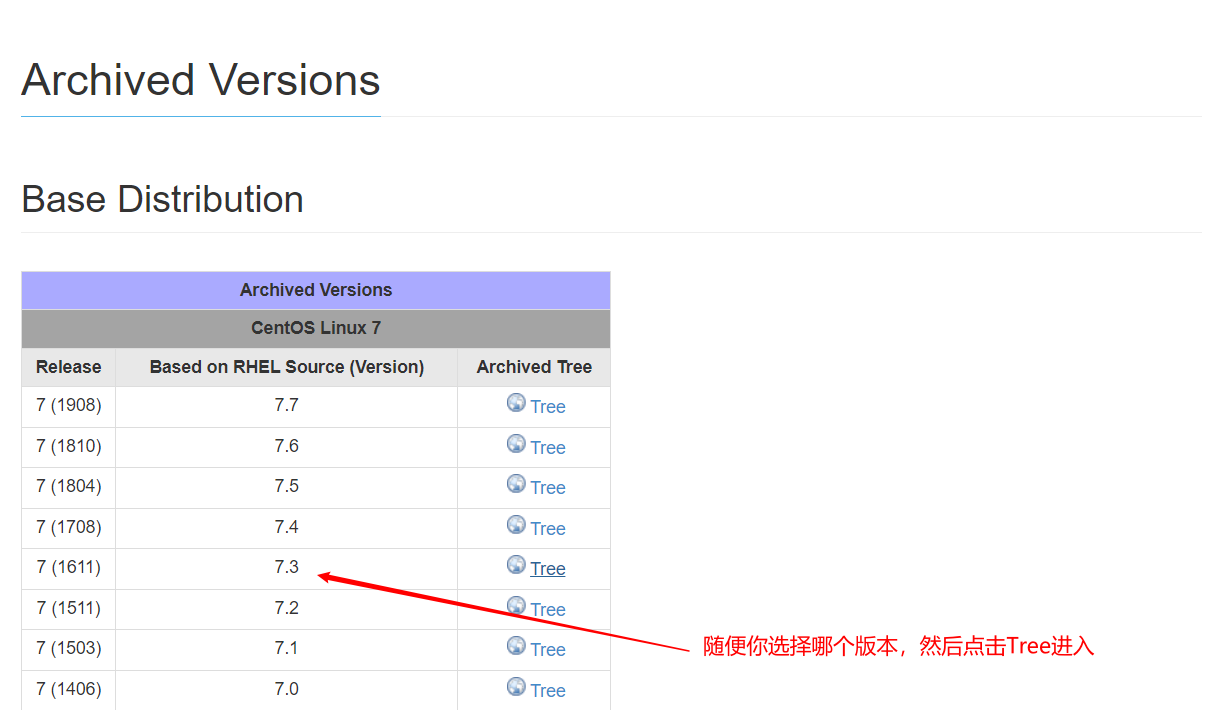 Archived Versions
Base Distribution
Archived Versions
CentOS Linux 7
Release Based on RHEL Source (Version) Archived Tree
7 (1908) 7.7 Tree
7 (1810) 7.6 Tree
7 (1804) 7.5 Tree
7 (1708) 7.4 Tree
7 (1611) 7.3 Tree
7 (1511) 7.2 Tree
7 (1503) 7.1 Tree
随便你选择哪个版本，然后点击Tree进入
7 (1406) 7.0 Tree